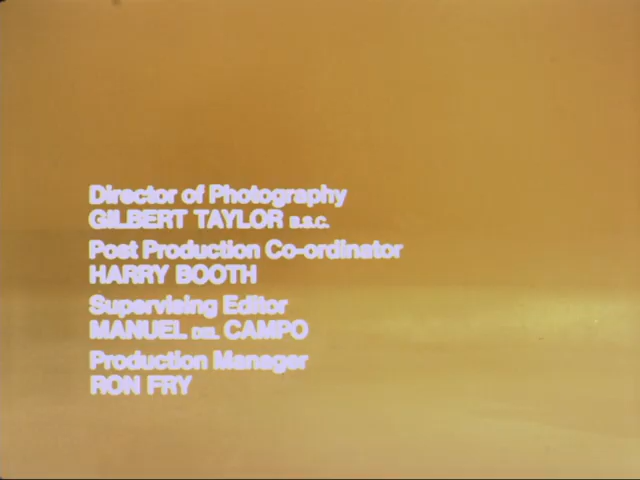 Director of Photography
GILBERT TAYLOR B.S.C.
Post Production Co-ordinator
HARRY BOOTH
Supervising Editor
MANUEL DEL CAMPO
Production Manager
RON FRY